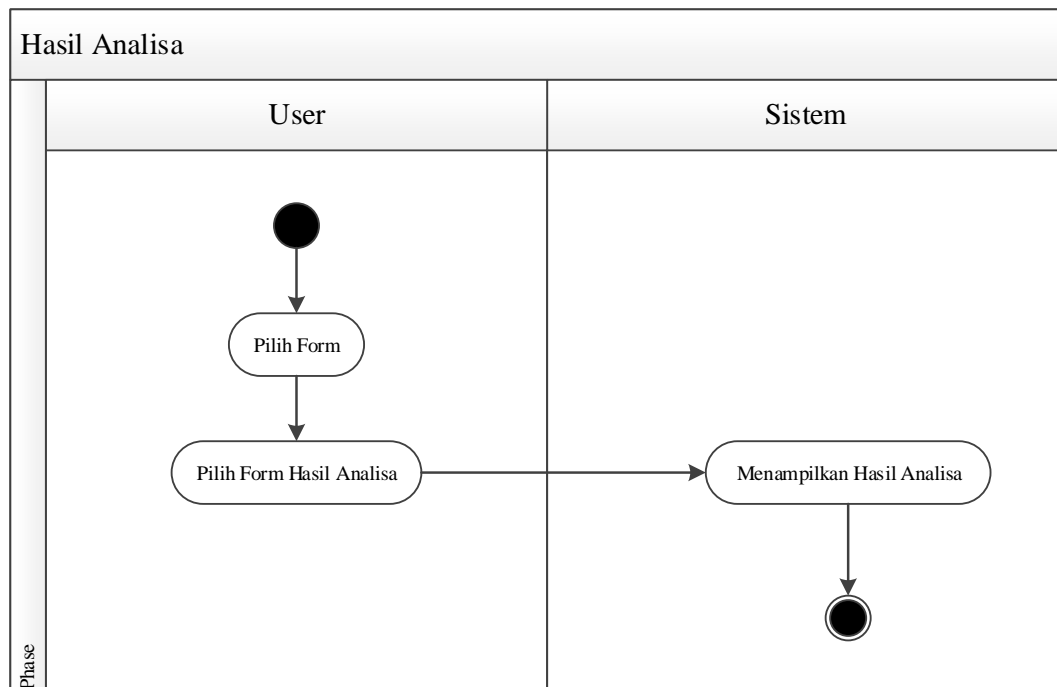 Hasil Analisa
User
Sistem
Pilih Form
Pilih Form Hasil Analisa
Menampilkan Hasil Analisa
Phase